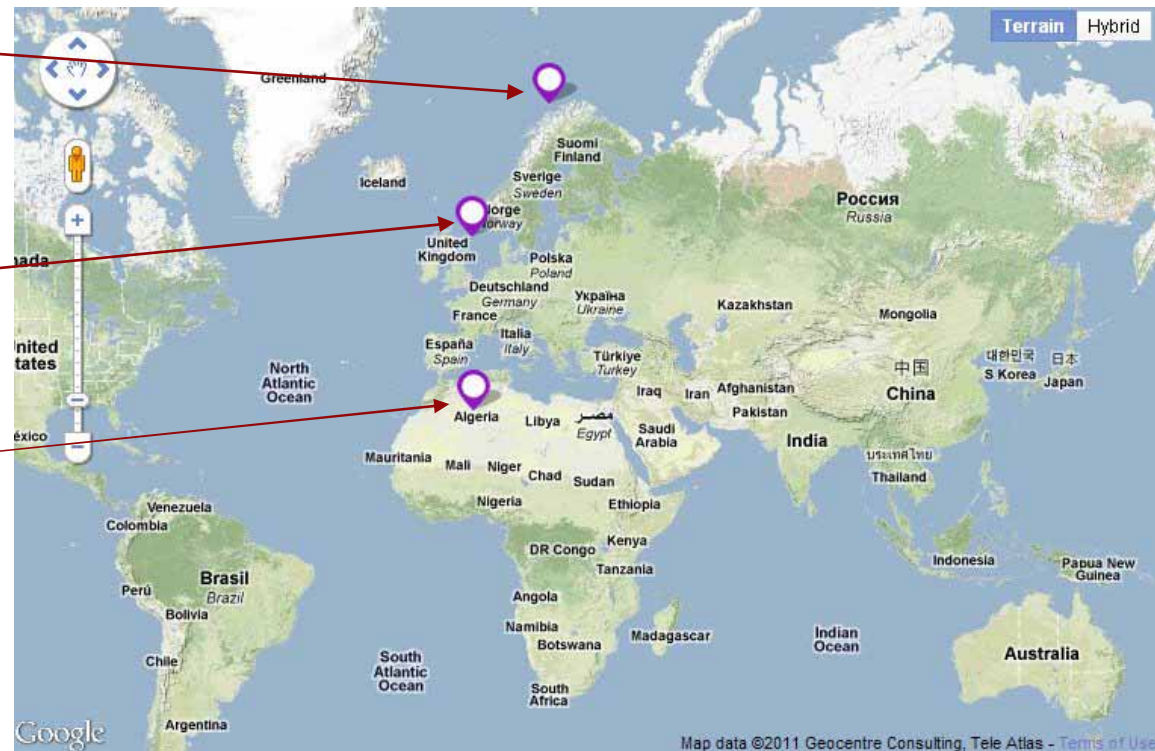 Terrain Hybrid
Greenland
Suomi
Finland
Iceland
Sverige
Sweden
Россия
Russia
Norge
Norway
United
Kingdom
nada
Polska
Poland
Deutschland
Germany
Україна
Ukraine
France
Kazakhstan
Mongolia
Italia
Italy
España
Spain
United
tates
Türkiye
Turkey
中国
China
대한민국
S Korea
日本
Japan
North
Atlantic
Ocean
Iraq
Iran
Afghanistan
Pakistan
Algeria
Libya
مصر
Egypt
Saudi
Arabia
India
éxico
Mauritania
Mali
Niger
Chad
Sudan
ประเทศไทย
Thailand
Nigeria
Ethiopia
Venezuela
Colombia
DR Congo
Kenya
Tanzania
Indonesia
Papua New
Guinea
Brasil
Brazil
Perú
Bolivia
Angola
Namibia
Botswana
Madagascar
Indian
Ocean
Australia
Chile
South
Atlantic
Ocean
South
Africa
Argentina
Google
Map data ©2011 Geocentre Consulting, Tele Atlas - Terms of Use